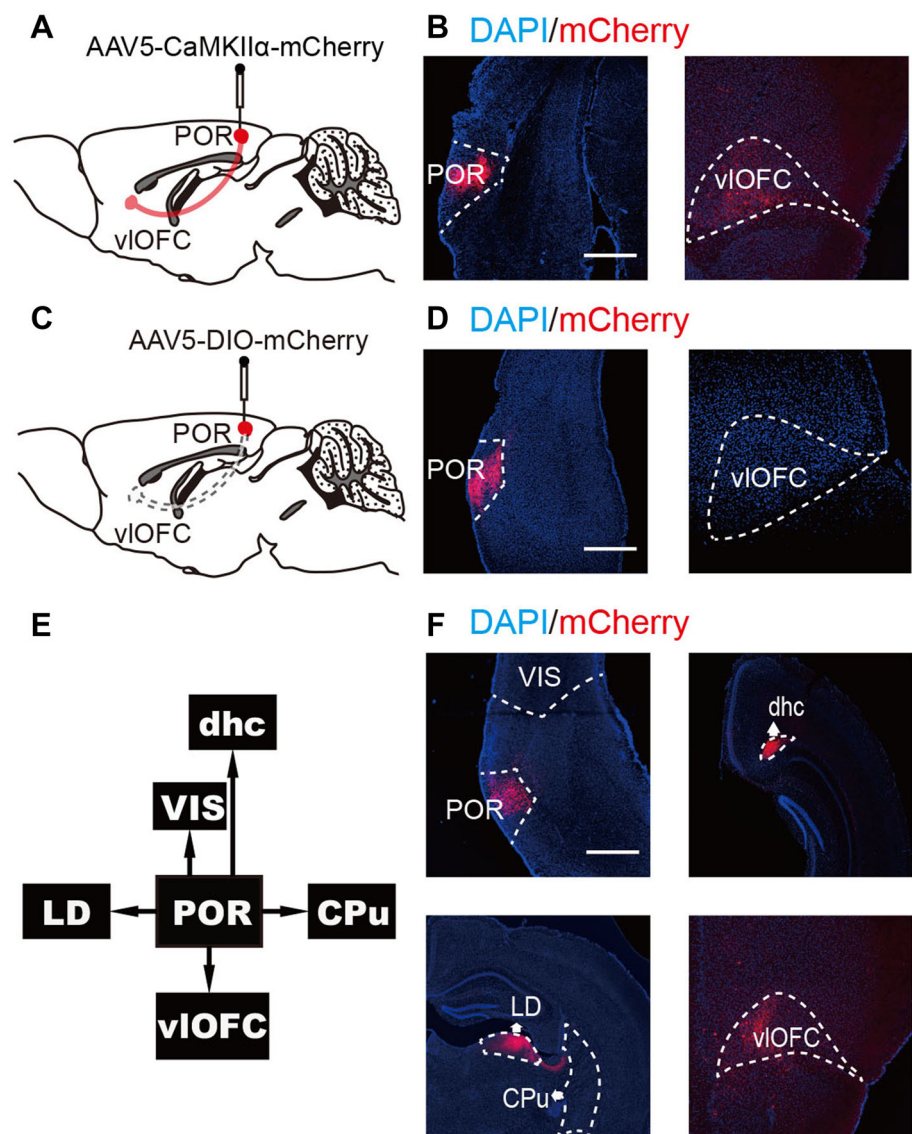 A
AAV5-CaMKIIα-mCherry
POR
vlOFC
B
DAPI/mCherry
POR
vlOFC
C
AAV5-DIO-mCherry
POR
vlOFC
D
DAPI/mCherry
POR
vlOFC
E
dhc
VIS
LD
POR
CPu
vlOFC
F
DAPI/mCherry
VIS
POR
dhc
LD
CPu
vlOFC